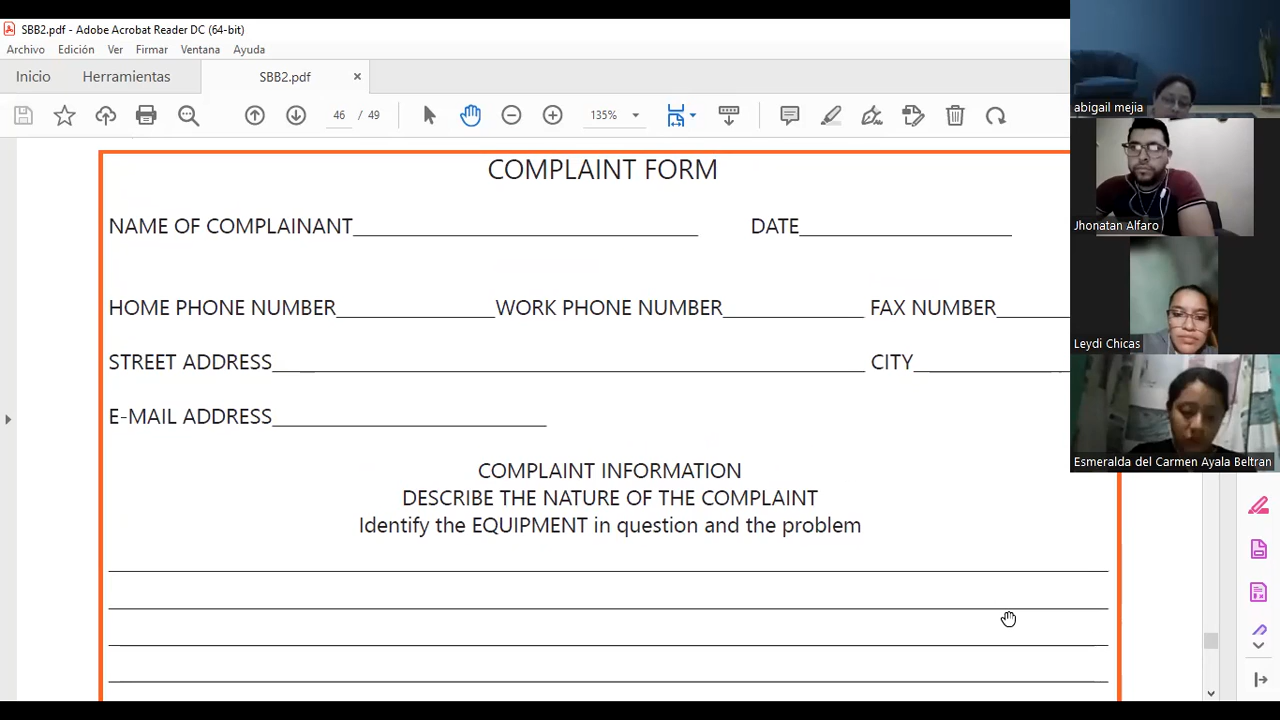 SBB2.pdf - Adobe Acrobat Reader DC (64-bit)
Archivo Edición Ver Firmar Ventana Ayuda
Inicio Herramientas SBB2.pdf ×
46 / 49 135%
COMPLAINT FORM
NAME OF COMPLAINANT DATE
HOME PHONE NUMBER WORK PHONE NUMBER FAX NUMBER
STREET ADDRESS CITY
E-MAIL ADDRESS
COMPLAINT INFORMATION
DESCRIBE THE NATURE OF THE COMPLAINT
Identify the EQUIPMENT in question and the problem
abigail mejia
Jhonatan Alfaro
Leydi Chicas
Esmeralda del Carmen Ayala Beltran